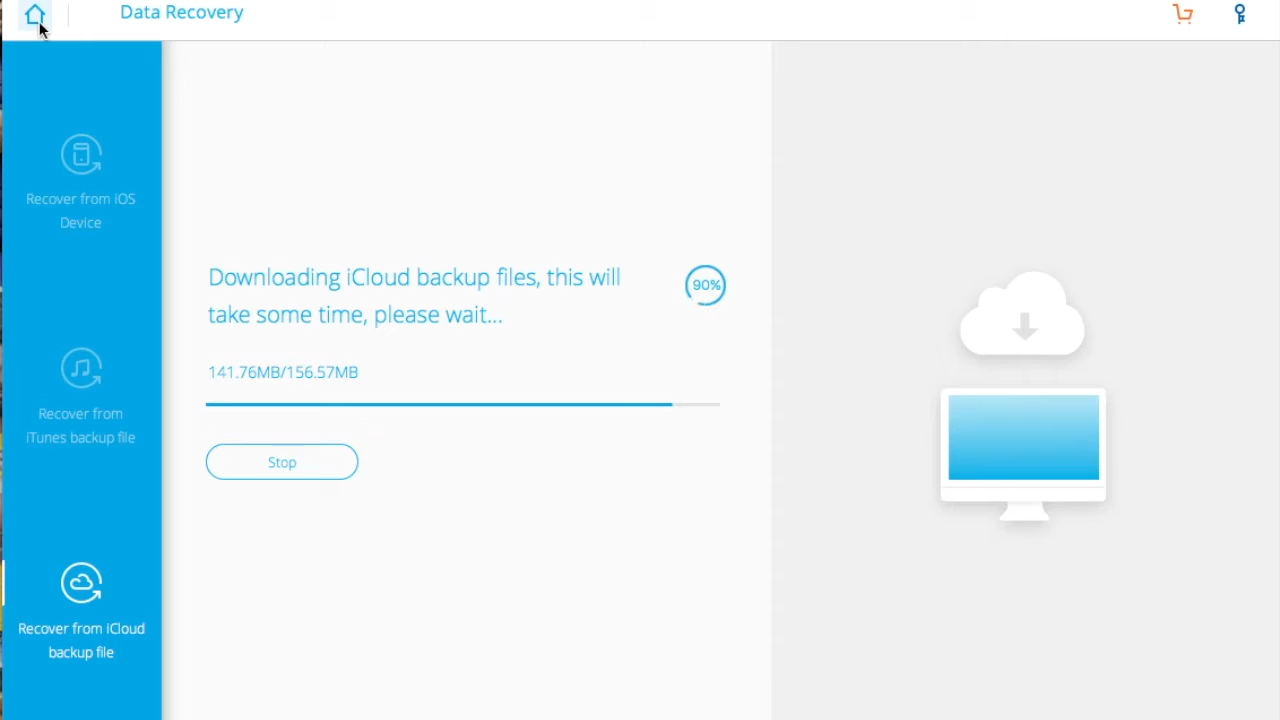 Data Recovery
Recover from iOS
Device
Recover from
iTunes backup file
Recover from iCloud
backup file
Downloading iCloud backup files, this will
take some time, please wait...
90%
141.76MB/156.57MB
Stop